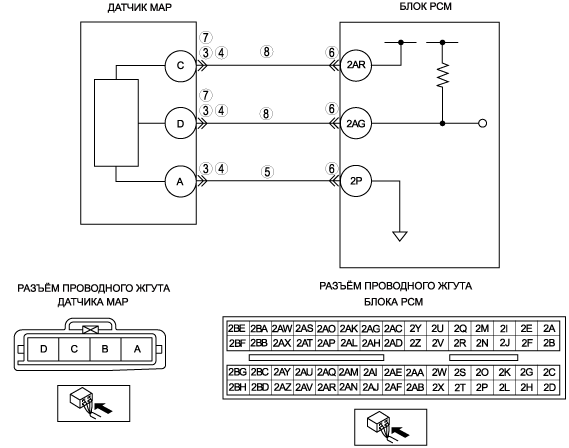 ДАТЧИК MAP
БЛОК PCM
7
3 4 8 6
C 2AR
7
3 4 8 6
D 2AG
3 4 5 6
A 2P
РАЗЪЁМ ПРОВОДНОГО ЖГУТА
ДАТЧИКА MAP
D C B A
РАЗЪЁМ ПРОВОДНОГО ЖГУТА
БЛОКА PCM
2BE 2BA 2AW 2AS 2AO 2AK 2AG 2AC 2Y 2U 2Q 2M 2I 2E 2A
2BF 2BB 2AX 2AT 2AP 2AL 2AH 2AD 2Z 2V 2R 2N 2J 2F 2B
2BG 2BC 2AY 2AU 2AQ 2AM 2AI 2AE 2AA 2W 2S 2O 2K 2G 2C
2BH 2BD 2AZ 2AV 2AR 2AN 2AJ 2AF 2AB 2X 2T 2P 2L 2H 2D